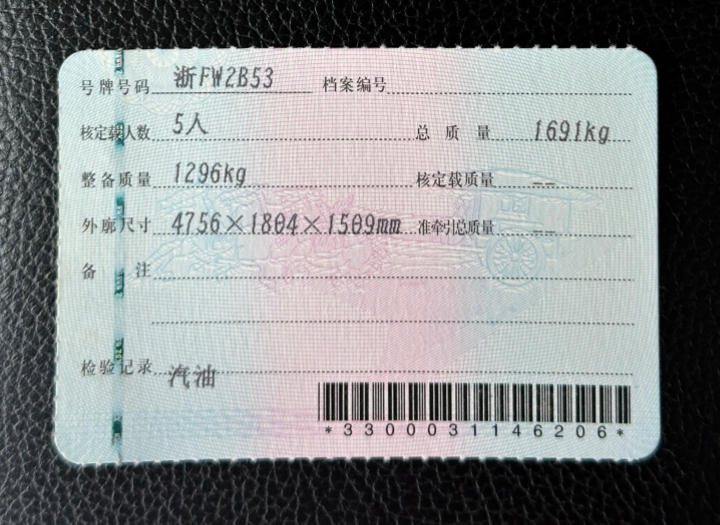 号牌号码 浙FW2B53 档案编号
核定载人数 5人 总质量 1691kg
整备质量 1296kg 核定载质量 --
外廓尺寸 4756×1804×1509mm 准牵引总质量 --
备注
检验记录 汽油
*3300031146206*